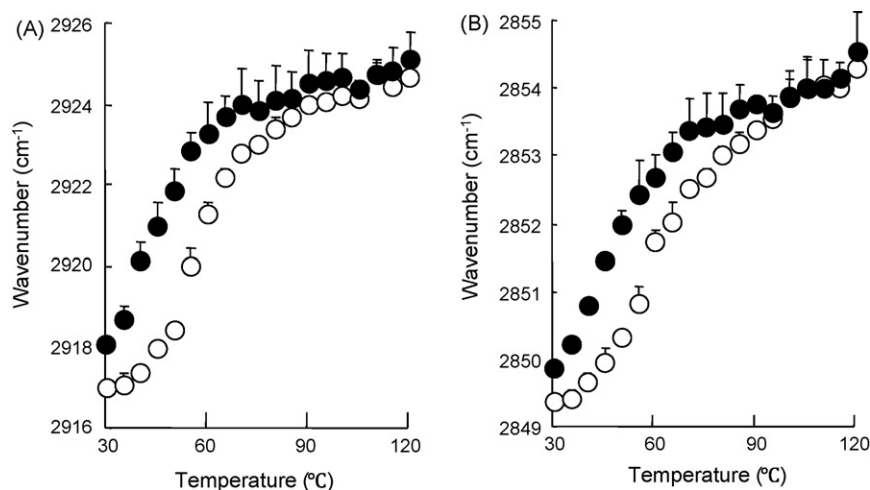 (A)
2926
2924
2922
2920
2918
2916
Wavenumber (cm⁻¹)
30 60 90 120
Temperature (℃)
(B)
2855
2854
2853
2852
2851
2850
2849
Wavenumber (cm⁻¹)
30 60 90 120
Temperature (℃)